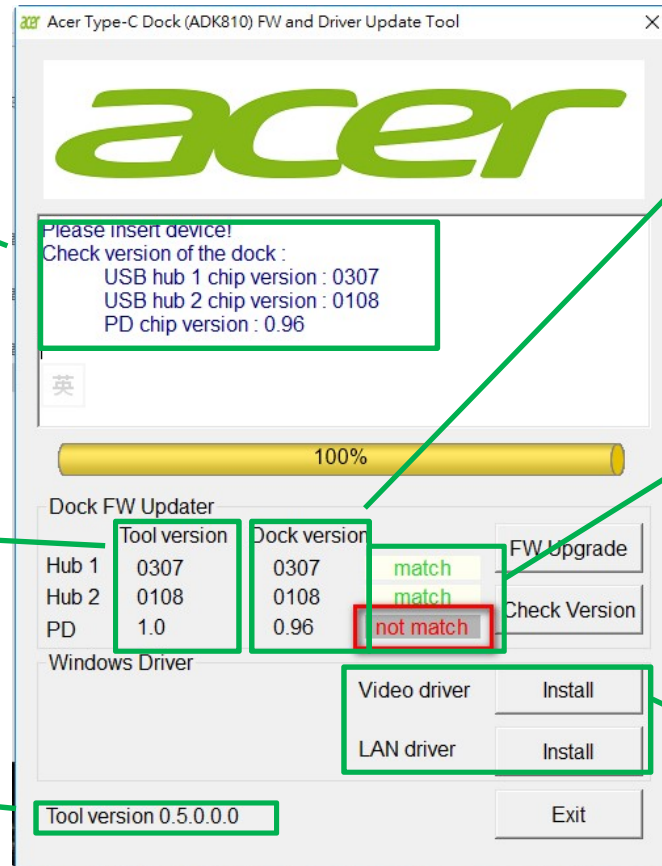 acer Acer Type-C Dock (ADK810) FW and Driver Update Tool
acer
Please insert device!
Check version of the dock :
USB hub 1 chip version : 0307
USB hub 2 chip version : 0108
PD chip version : 0.96
英
100%
Dock FW Updater
Tool version Dock version
Hub 1 0307 0307 match
Hub 2 0108 0108 match
PD 1.0 0.96 not match
FW Upgrade
Check Version
Windows Driver
Video driver Install
LAN driver Install
Tool version 0.5.0.0.0
Exit